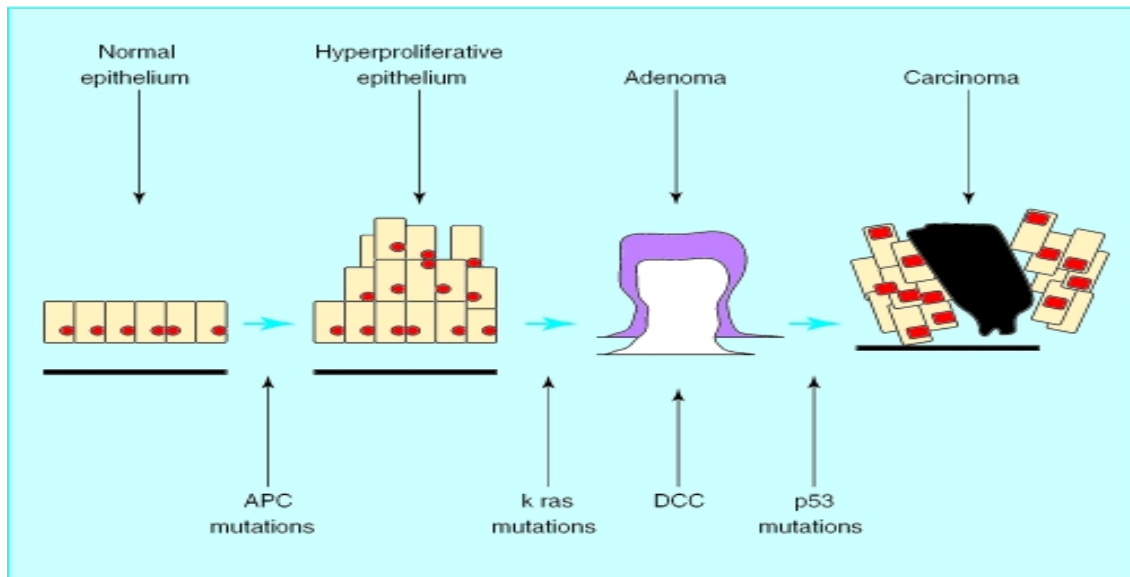 Normal
epithelium
Hyperproliferative
epithelium
Adenoma
Carcinoma
APC
mutations
k ras
mutations
DCC
p53
mutations